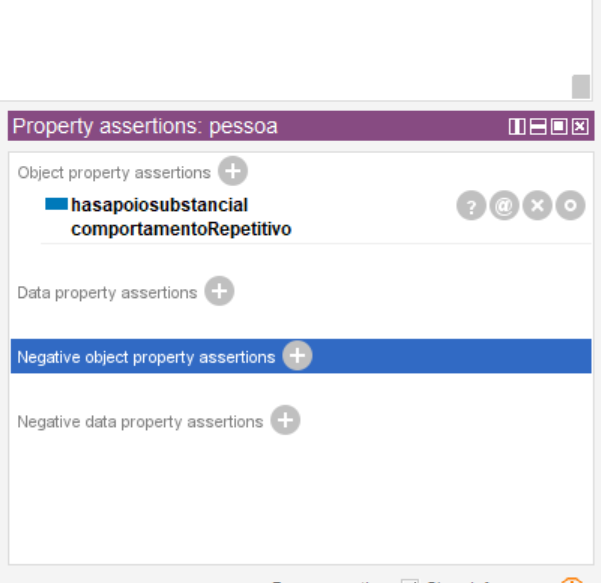 Property assertions: pessoa
Object property assertions
hasapoiosubstancial
comportamentoRepetitivo
Data property assertions
Negative object property assertions
Negative data property assertions